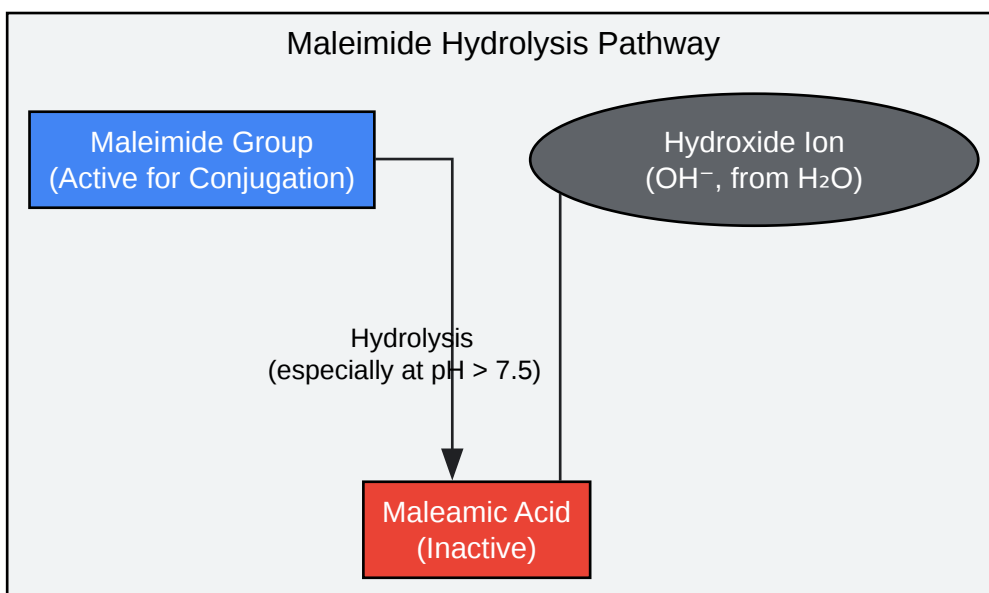 Maleimide Hydrolysis Pathway
Maleimide Group
(Active for Conjugation)
Hydroxide Ion
(OH⁻, from H₂O)
Hydrolysis
(especially at pH > 7.5)
Maleamic Acid
(Inactive)